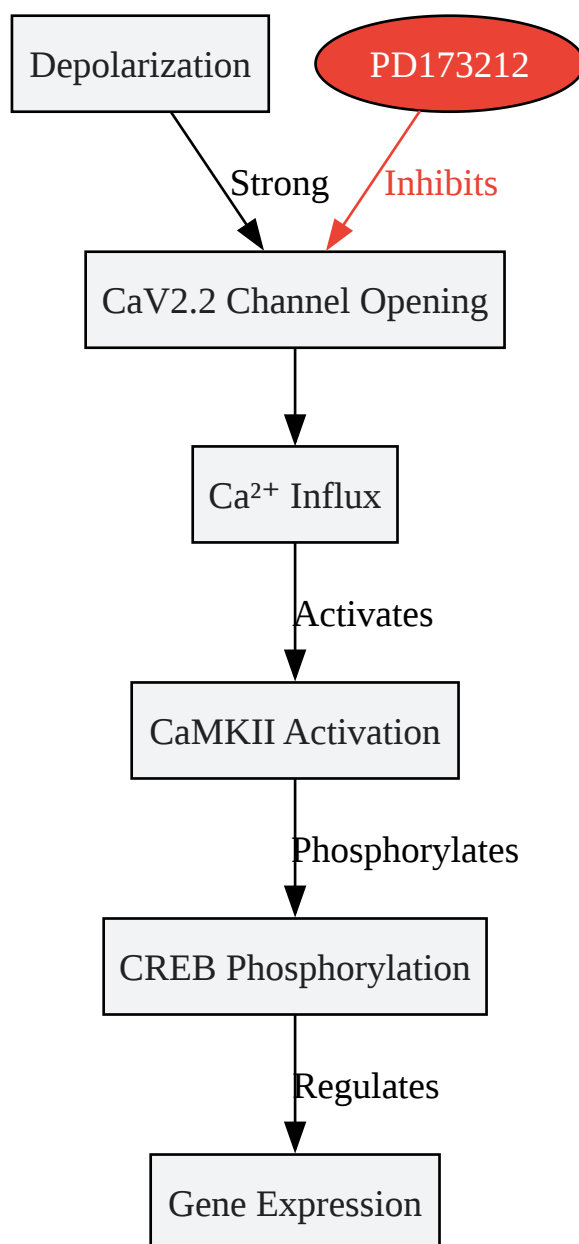 Depolarization
PD173212
Strong
Inhibits
CaV2.2 Channel Opening
Ca²⁺ Influx
Activates
CaMKII Activation
Phosphorylates
CREB Phosphorylation
Regulates
Gene Expression